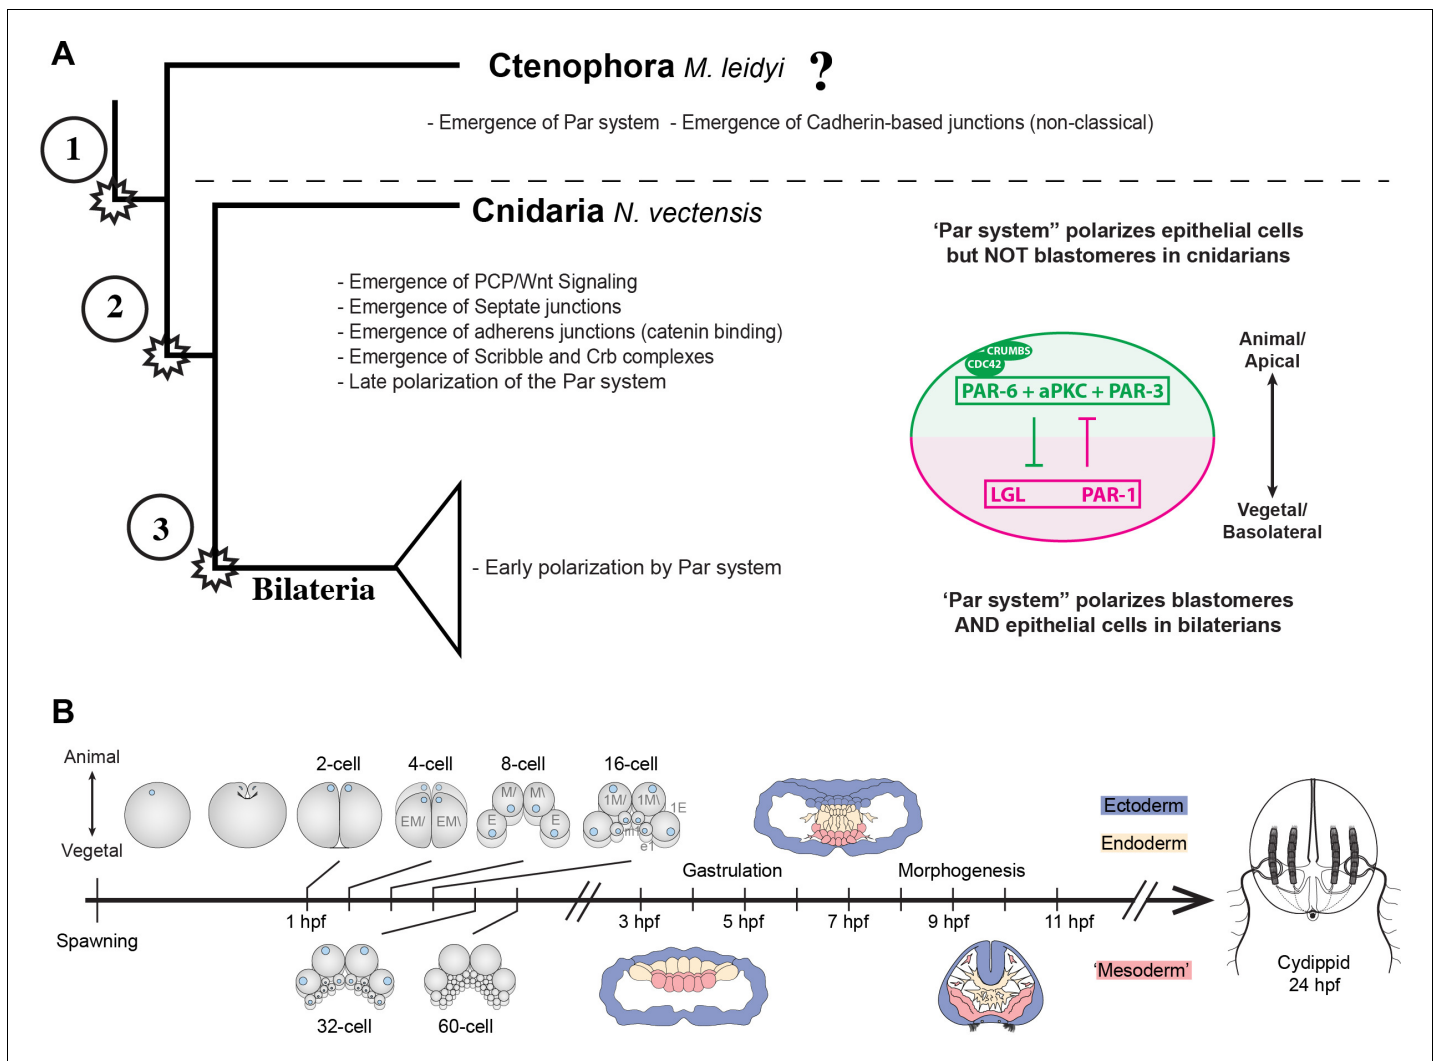 A
Ctenophora M. leidyi ?
- Emergence of Par system - Emergence of Cadherin-based junctions (non-classical)
1
Cnidaria N. vectensis
‘Par system” polarizes epithelial cells
but NOT blastomeres in cnidarians
- Emergence of PCP/Wnt Signaling
- Emergence of Septate junctions
- Emergence of adherens junctions (catenin binding)
- Emergence of Scribble and Crb complexes
- Late polarization of the Par system
2
CRUMBS
CDC42
PAR-6 + aPKC + PAR-3
LGL PAR-1
Animal/
Apical
Vegetal/
Basolateral
3
Bilateria
- Early polarization by Par system
‘Par system” polarizes blastomeres
AND epithelial cells in bilaterians
B
Animal
Vegetal
2-cell
4-cell
8-cell
16-cell
EM/ EM\
M/ M\
E E
1M/ 1M\
1E
e1
Ectoderm
Endoderm
Gastrulation
Morphogenesis
Spawning
1 hpf
3 hpf
5 hpf
7 hpf
9 hpf
11 hpf
32-cell
60-cell
‘Mesoderm’
Cydippid
24 hpf